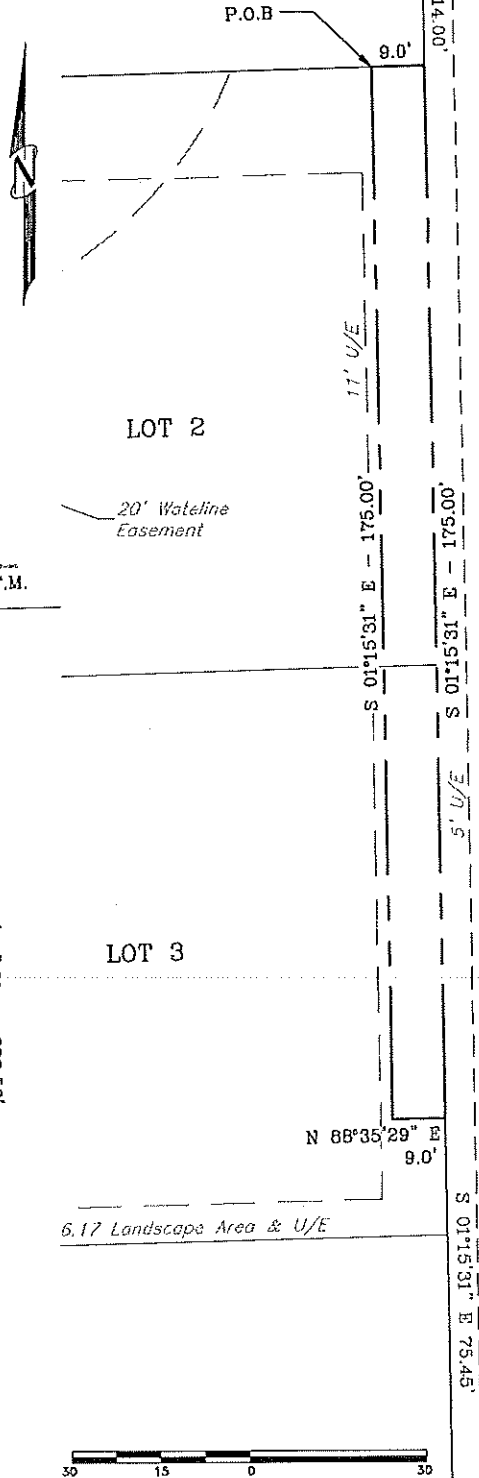 P.O.B
14.00'
9.0'
N
11' U/E
LOT 2
20' Wateline
Easement
S 01°15'31" E - 175.00'
S 01°15'31" E - 175.00'
.M.
5' U/E
LOT 3
N 88°35'29" E
9.0'
6.17 Landscape Area & U/E
S 01°15'31" E 75.45'
30 15 0 30